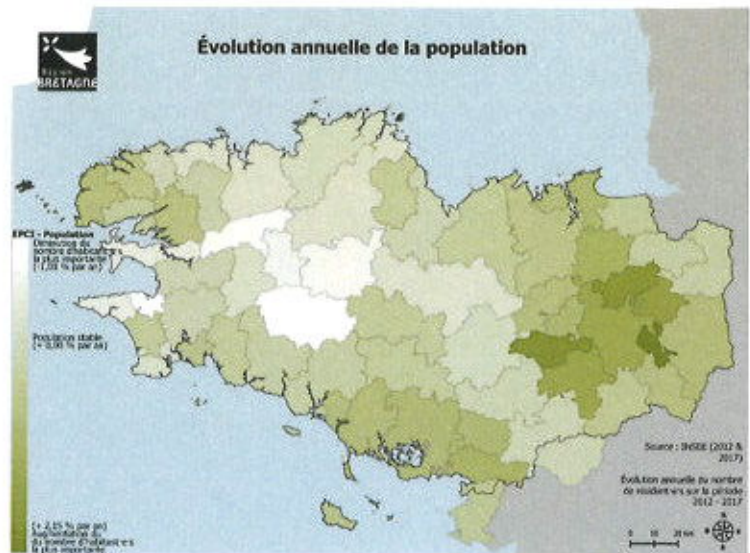 Évolution annuelle de la population
Région
BRETAGNE
EPCI - Population
Diminution du
nombre d'habitant·e·s
la plus importante
Population stable
(+ 0,00 % par an)
(+ 2,15 % par an)
Augmentation du
du nombre d'habitant·e·s
la plus importante
Source : INSEE (2012 &
2017)
Évolution annuelle du nombre
de résident·e·s sur la période
2012 - 2017
0 10 20 km